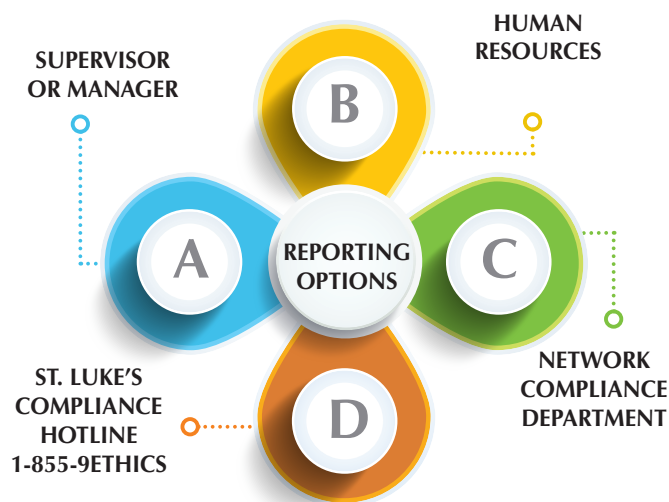 SUPERVISOR
OR MANAGER
A
B
HUMAN
RESOURCES
REPORTING
OPTIONS
C
NETWORK
COMPLIANCE
DEPARTMENT
D
ST. LUKE’S
COMPLIANCE
HOTLINE
1-855-9ETHICS